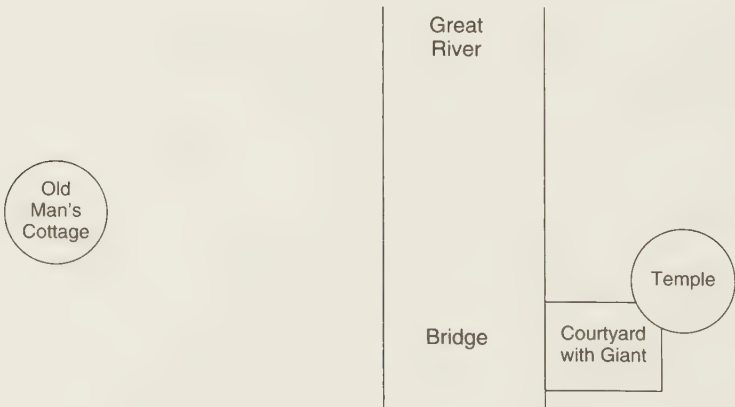 Great
River
Old
Man's
Cottage
Temple
Bridge
Courtyard
with Giant